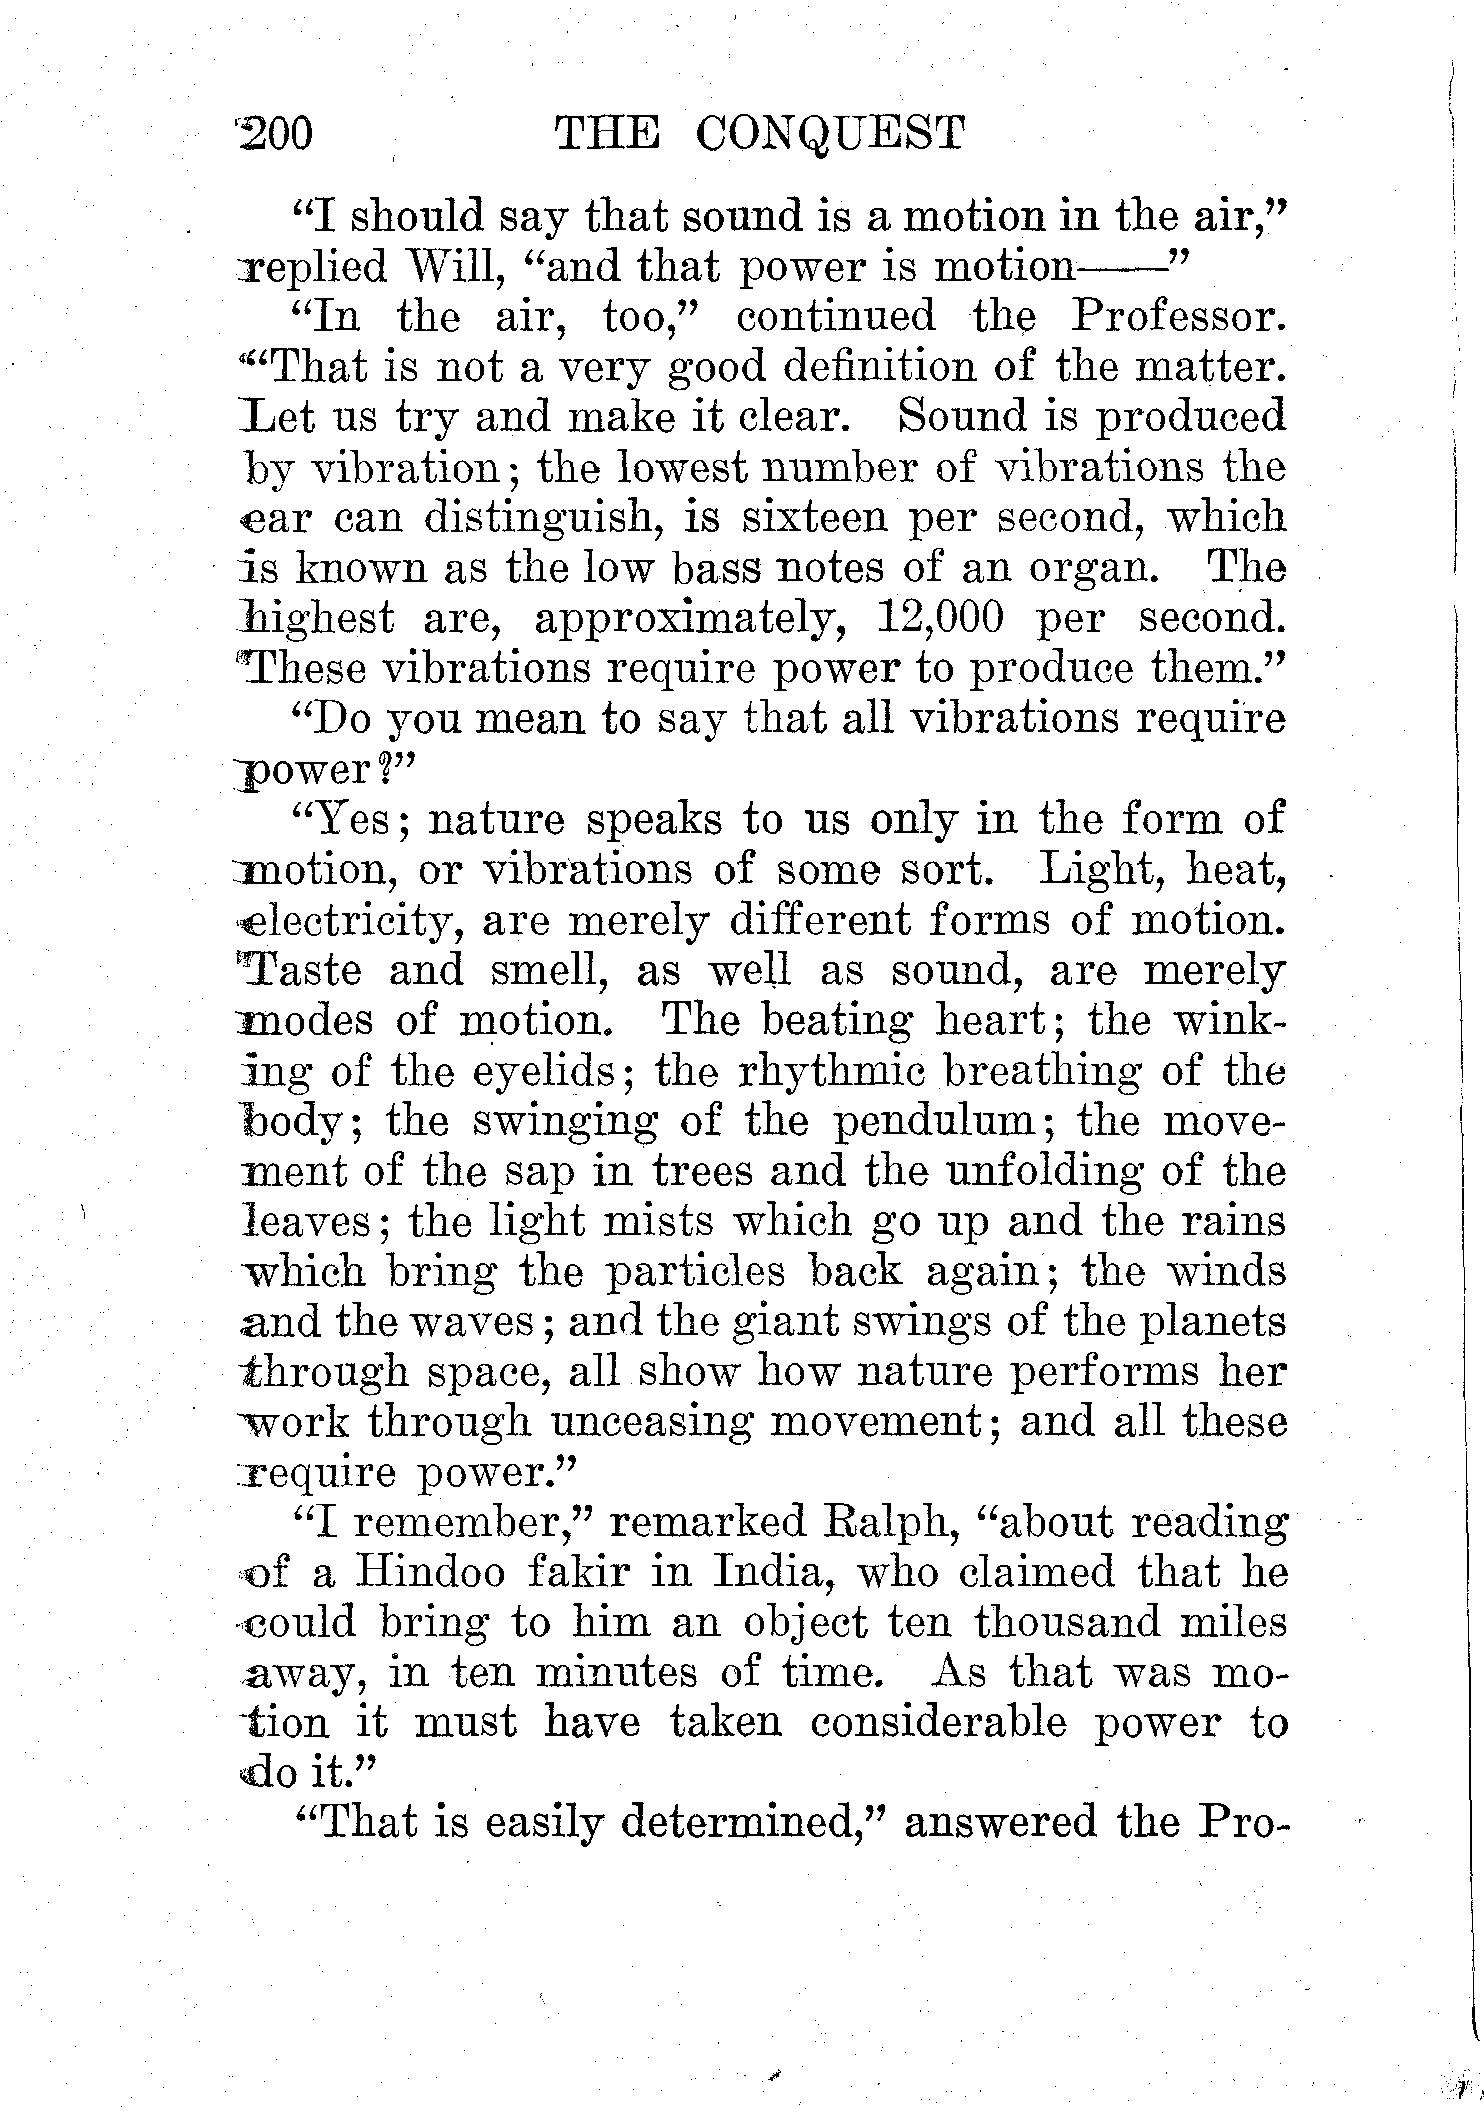 200 THE CONQUEST
“I should say that sound is a motion in the air,”
replied Will, “and that power is motion——”
“In the air, too,” continued the Professor.
“That is not a very good definition of the matter.
Let us try and make it clear. Sound is produced
by vibration; the lowest number of vibrations the
ear can distinguish, is sixteen per second, which
is known as the low bass notes of an organ. The
highest are, approximately, 12,000 per second.
These vibrations require power to produce them.”
“Do you mean to say that all vibrations require
power?”
“Yes; nature speaks to us only in the form of
motion, or vibrations of some sort. Light, heat,
electricity, are merely different forms of motion.
Taste and smell, as well as sound, are merely
modes of motion. The beating heart; the wink-
ing of the eyelids; the rhythmic breathing of the
body; the swinging of the pendulum; the move-
ment of the sap in trees and the unfolding of the
leaves; the light mists which go up and the rains
which bring the particles back again; the winds
and the waves; and the giant swings of the planets
through space, all show how nature performs her
work through unceasing movement; and all these
require power.”
“I remember,” remarked Ralph, “about reading
of a Hindoo fakir in India, who claimed that he
could bring to him an object ten thousand miles
away, in ten minutes of time. As that was mo-
tion it must have taken considerable power to
do it.”
“That is easily determined,” answered the Pro-